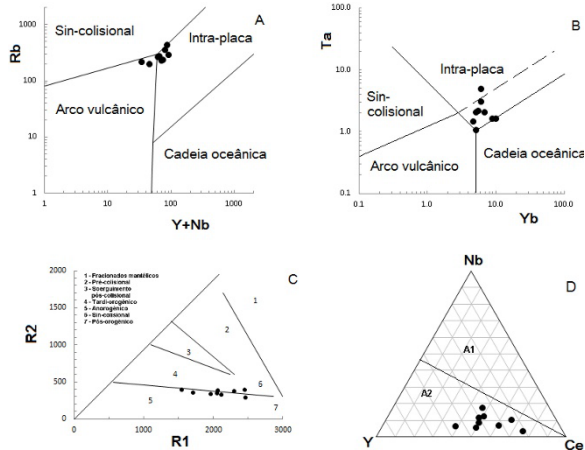 A
Rb
1000
100
10
1
Sin-colisional
Intra-placa
Arco vulcânico
Cadeia oceânica
1
10
100
1000
Y+Nb
B
Ta
100.0
10.0
1.0
0.1
Intra-placa
Sin-
colisional
Arco vulcânico
Cadeia oceânica
0.1
1.0
10.0
100.0
Yb
C
R2
2000
1500
1000
500
0
1 - Fracionados mantélicos
2 - Pré-colisional
3 - Soerguimento
pós-colisional
4 - Tardi-orogênico
5 - Anorogênico
6 - Sin-colisional
7 - Pós-orogênico
1
2
3
4
5
6
7
0
1000
2000
3000
R1
D
Nb
A1
A2
Y
Ce